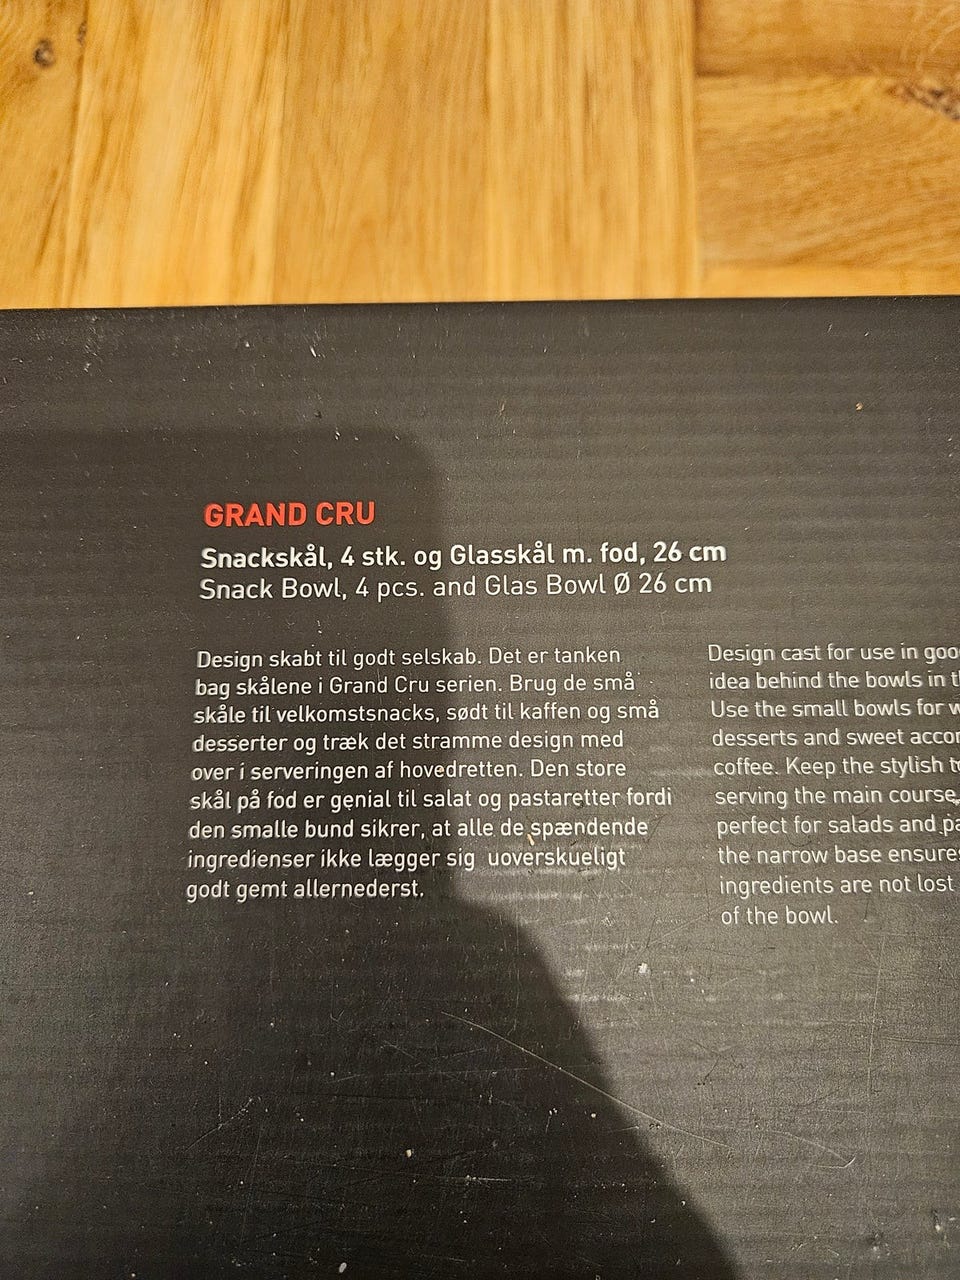 GRAND CRU
Snackskål, 4 stk. og Glasskål m. fod, 26 cm
Snack Bowl, 4 pcs. and Glas Bowl Ø 26 cm
Design skabt til godt selskab. Det er tanken
bag skålene i Grand Cru serien. Brug de små
skåle til velkomstsnacks, sødt til kaffen og små
desserter og træk det stramme design med
over i serveringen af hovedretten. Den store
skål på fod er genial til salat og pastaretter fordi
den smalle bund sikrer, at alle de spændende
ingredienser ikke lægger sig uoverskueligt
godt gemt allernederst.
Design cast for use in
idea behind the bowls in
Use the small bowls for
desserts and sweet
coffee. Keep the stylish
serving the main course,
perfect for salads and
the narrow base
ingredients are not lost
of the bowl.